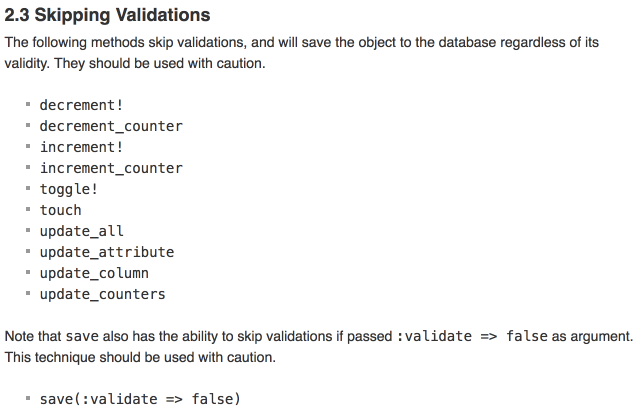 2.3 Skipping Validations
The following methods skip validations, and will save the object to the database regardless of its
validity. They should be used with caution.
decrement!
decrement_counter
increment!
increment_counter
toggle!
touch
update_all
update_attribute
update_column
update_counters
Note that save also has the ability to skip validations if passed :validate => false as argument.
This technique should be used with caution.
save(:validate => false)